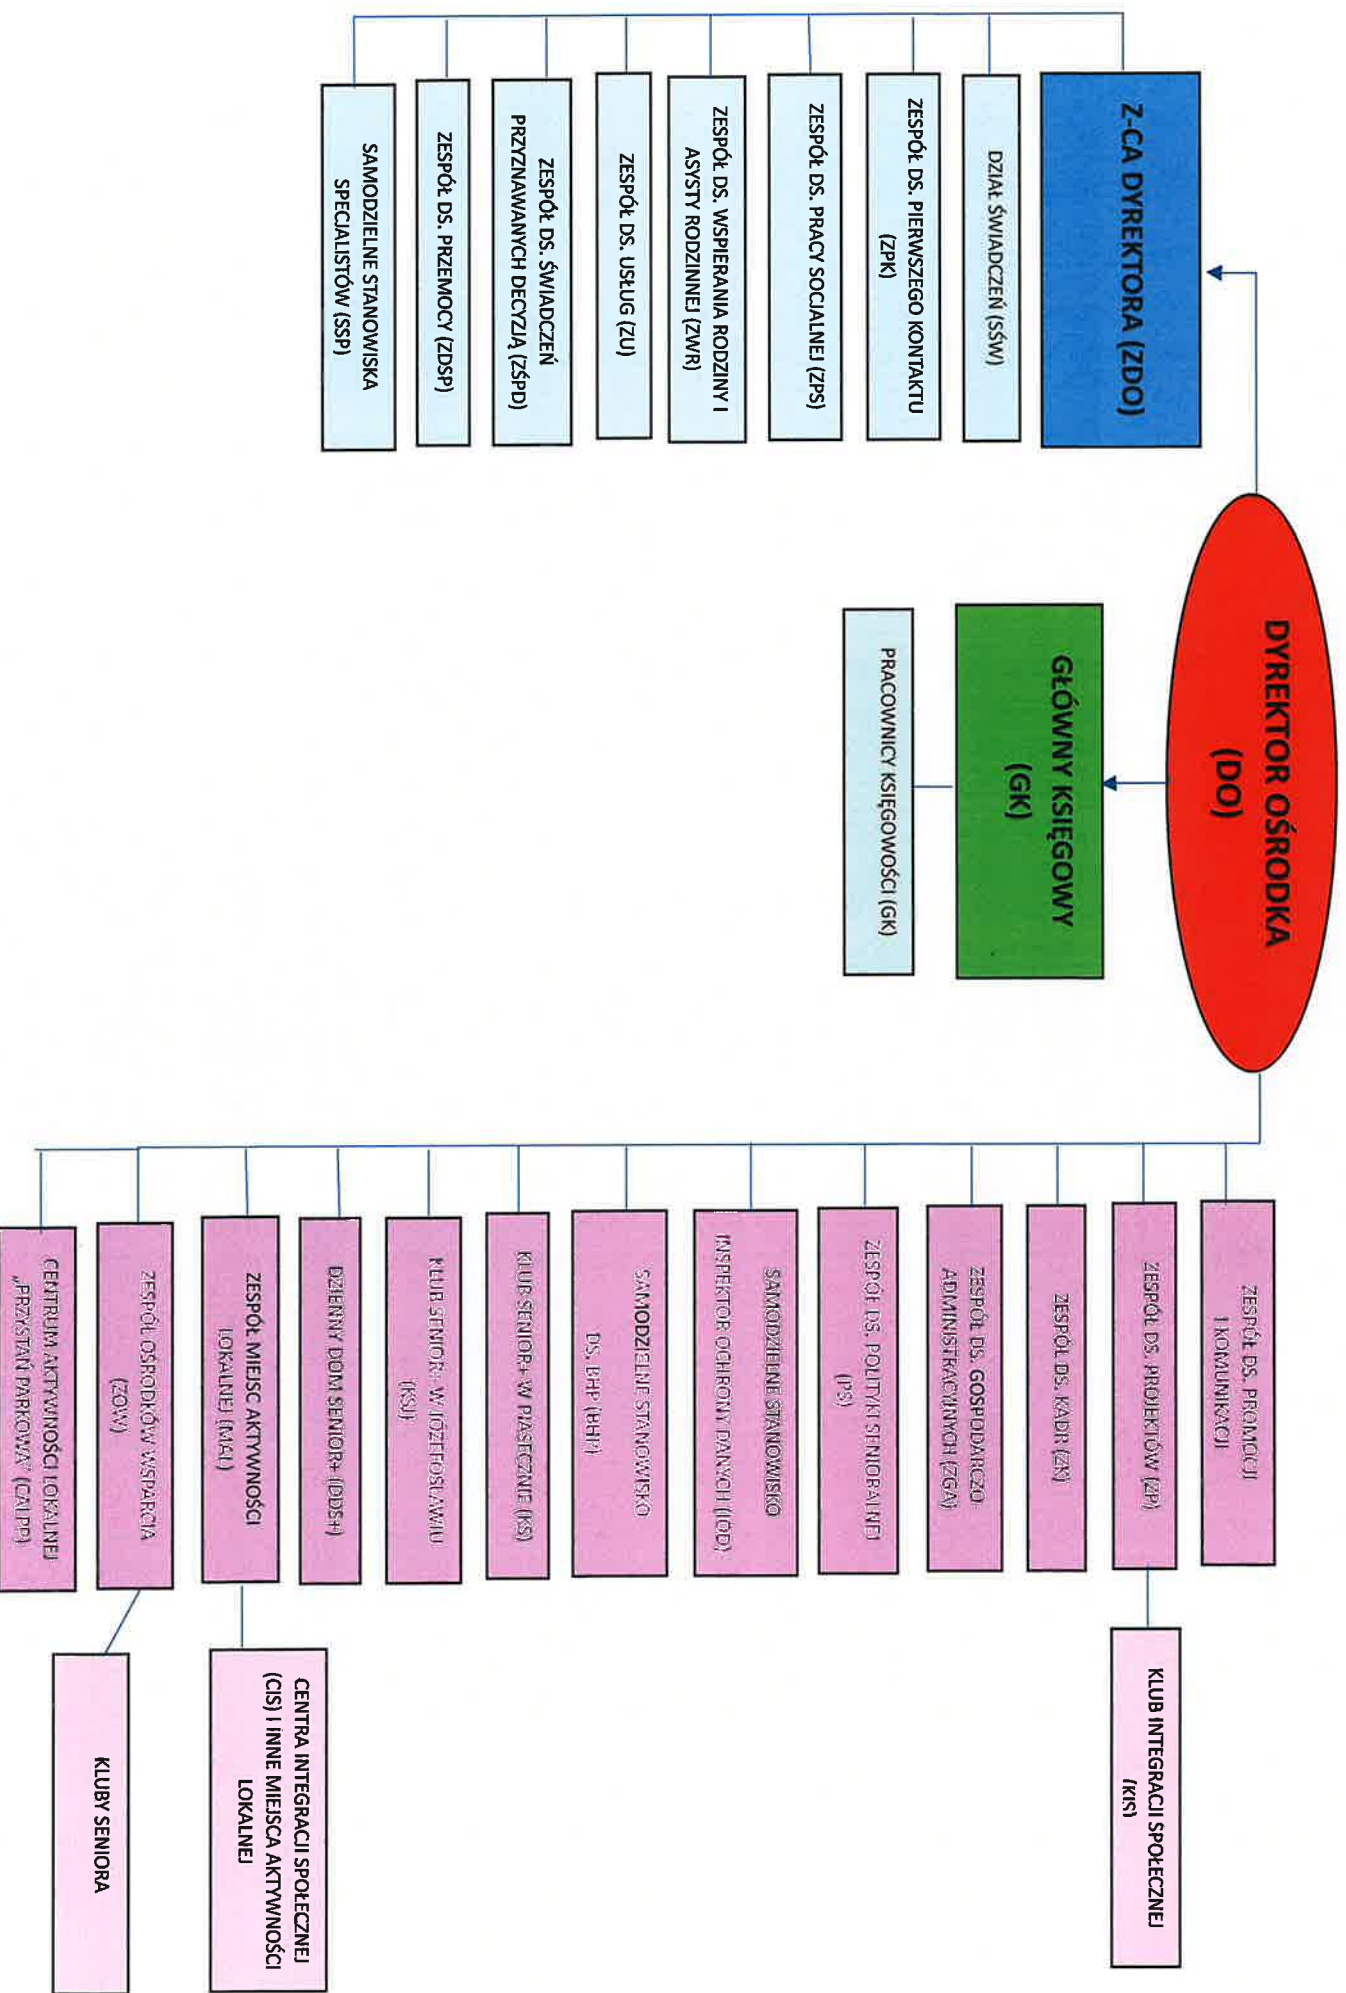 DYREKTOR OŚRODKA
(DO)
Z-CA DYREKTORA (ZDO)
DZIAŁ ŚWIADCZEŃ (SŚW)
ZESPÓŁ DS. PIERWSZEGO KONTAKTU
(ZPK)
ZESPÓŁ DS. PRACY SOCJALNEJ (ZPS)
ZESPÓŁ DS. WSPIERANIA RODZINY I
ASYSTY RODZINNEJ (ZWR)
ZESPÓŁ DS. USŁUG (ZU)
ZESPÓŁ DS. ŚWIADCZEŃ
PRZYZNAWANYCH DECYZJĄ (ZŚPD)
ZESPÓŁ DS. PRZEMOCY (ZDSP)
SAMODZIELNE STANOWISKA
SPECJALISTÓW (SSP)
GŁÓWNY KSIĘGOWY
(GK)
PRACOWNICY KSIĘGOWOŚCI (GK)
ZESPÓŁ DS. PROMOCJI
I KOMUNIKACJI
ZESPÓŁ DS. PROJEKTÓW (ZP)
KLUB INTEGRACJI SPOŁECZNEJ
(KIS)
ZESPÓŁ DS. KADR (ZK)
ZESPÓŁ DS. GOSPODARCZO
ADMINISTRACYJNYCH (ZGA)
ZESPÓŁ DS. POLITYKI SENIORALNEJ
(PS)
SAMODZIELNE STANOWISKO
INSPEKTOR OCHRONY DANYCH (IOD)
SAMODZIELNE STANOWISKO
DS. BHP (BHP)
KLUB SENIOR+ W PIASECZNIE (KS)
KLUB SENIOR+ W JÓZEFOSŁAWIU
(KSJ)
DZIENNY DOM SENIOR+ (DDS+)
ZESPÓŁ MIEJSC AKTYWNOŚCI
LOKALNEJ (MAL)
CENTRA INTEGRACJI SPOŁECZNEJ
(CIS) I INNE MIEJSCA AKTYWNOŚCI
LOKALNEJ
ZESPÓŁ OŚRODKÓW WSPARCIA
(ZOW)
KLUBY SENIORA
CENTRUM AKTYWNOŚCI LOKALNEJ
„PRZYSTAŃ PARKOWA” (CALPP)